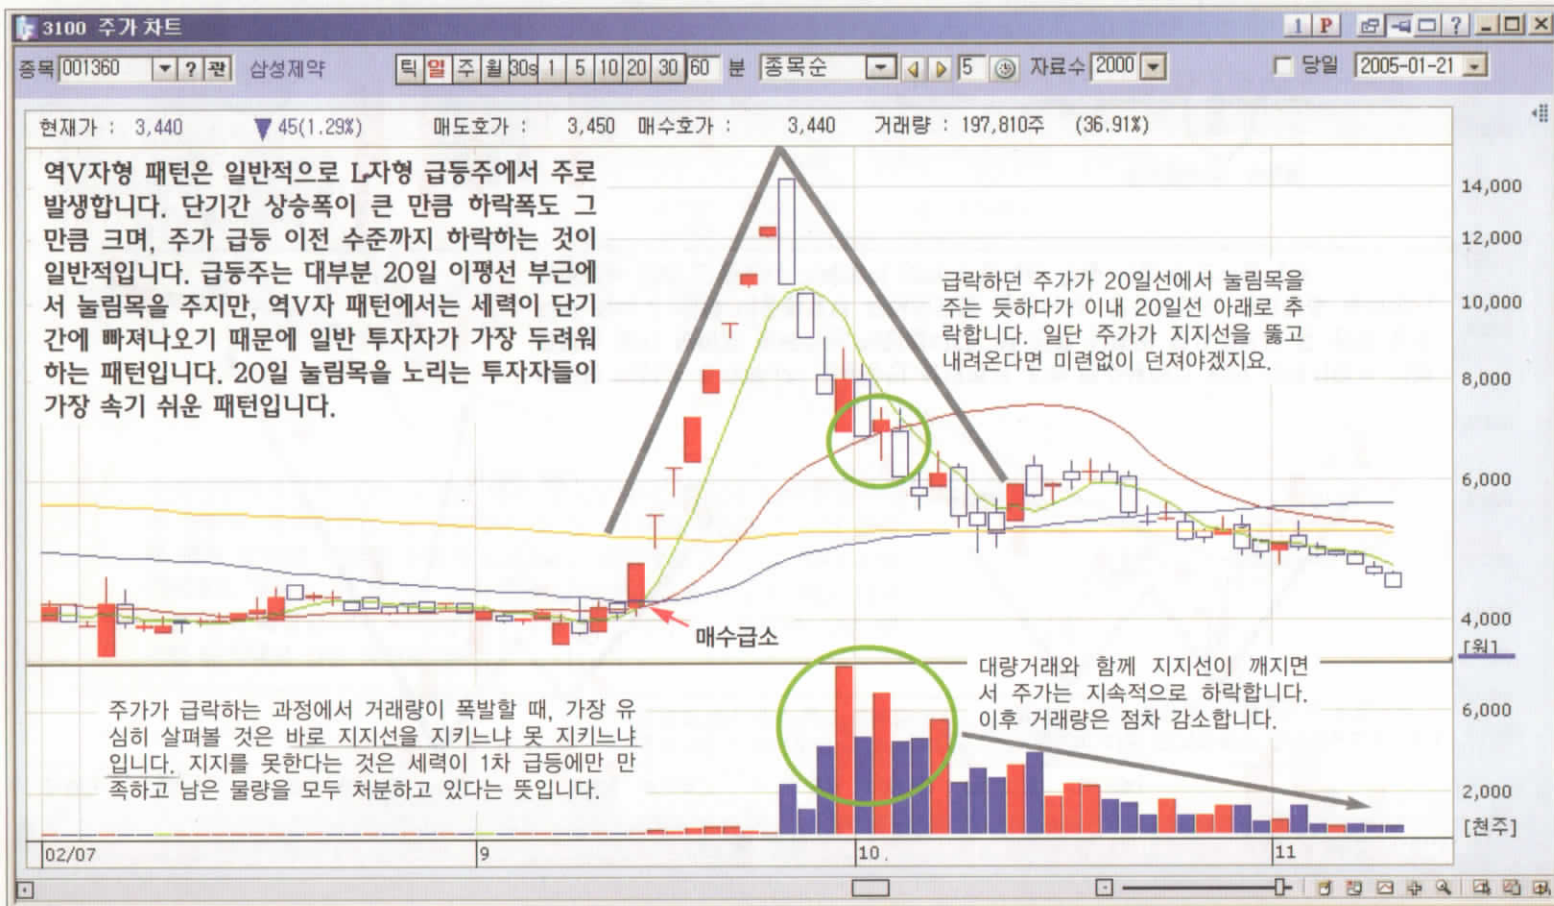 3100 주가차트
1 P ?
종목 001360 ? 관 삼성제약 틱 일 주 월 30s 1 5 10 20 30 60 분 종목순 5 자료수 2000 당일 2005-01-21
현재가 : 3,440 ▼ 45(1.29%) 매도호가 : 3,450 매수호가 : 3,440 거래량 : 197,810주 (36.91%)
역V자형 패턴은 일반적으로 L자형 급등주에서 주로
발생합니다. 단기간 상승폭이 큰 만큼 하락폭도 그
만큼 크며, 주가 급등 이전 수준까지 하락하는 것이
일반적입니다. 급등주는 대부분 20일 이평선 부근에
서 눌림목을 주지만, 역V자 패턴에서는 세력이 단기
간에 빠져나오기 때문에 일반 투자자가 가장 두려워
하는 패턴입니다. 20일 눌림목을 노리는 투자자들이
가장 속기 쉬운 패턴입니다.
급락하던 주가가 20일선에서 눌림목을
주는 듯하다가 이내 20일선 아래로 추
락합니다. 일단 주가가 지지선을 뚫고
내려온다면 미련없이 던져야겠지요.
14,000
12,000
10,000
8,000
6,000
4,000
[원]
매수급소
대량거래와 함께 지지선이 깨지면
서 주가는 지속적으로 하락합니다.
이후 거래량은 점차 감소합니다.
주가가 급락하는 과정에서 거래량이 폭발할 때, 가장 유
심히 살펴볼 것은 바로 지지선을 지키느냐 못 지키느냐
입니다. 지지를 못한다는 것은 세력이 1차 급등에만 만
족하고 남은 물량을 모두 처분하고 있다는 뜻입니다.
6,000
2,000
[천주]
02/07 9 10. 11